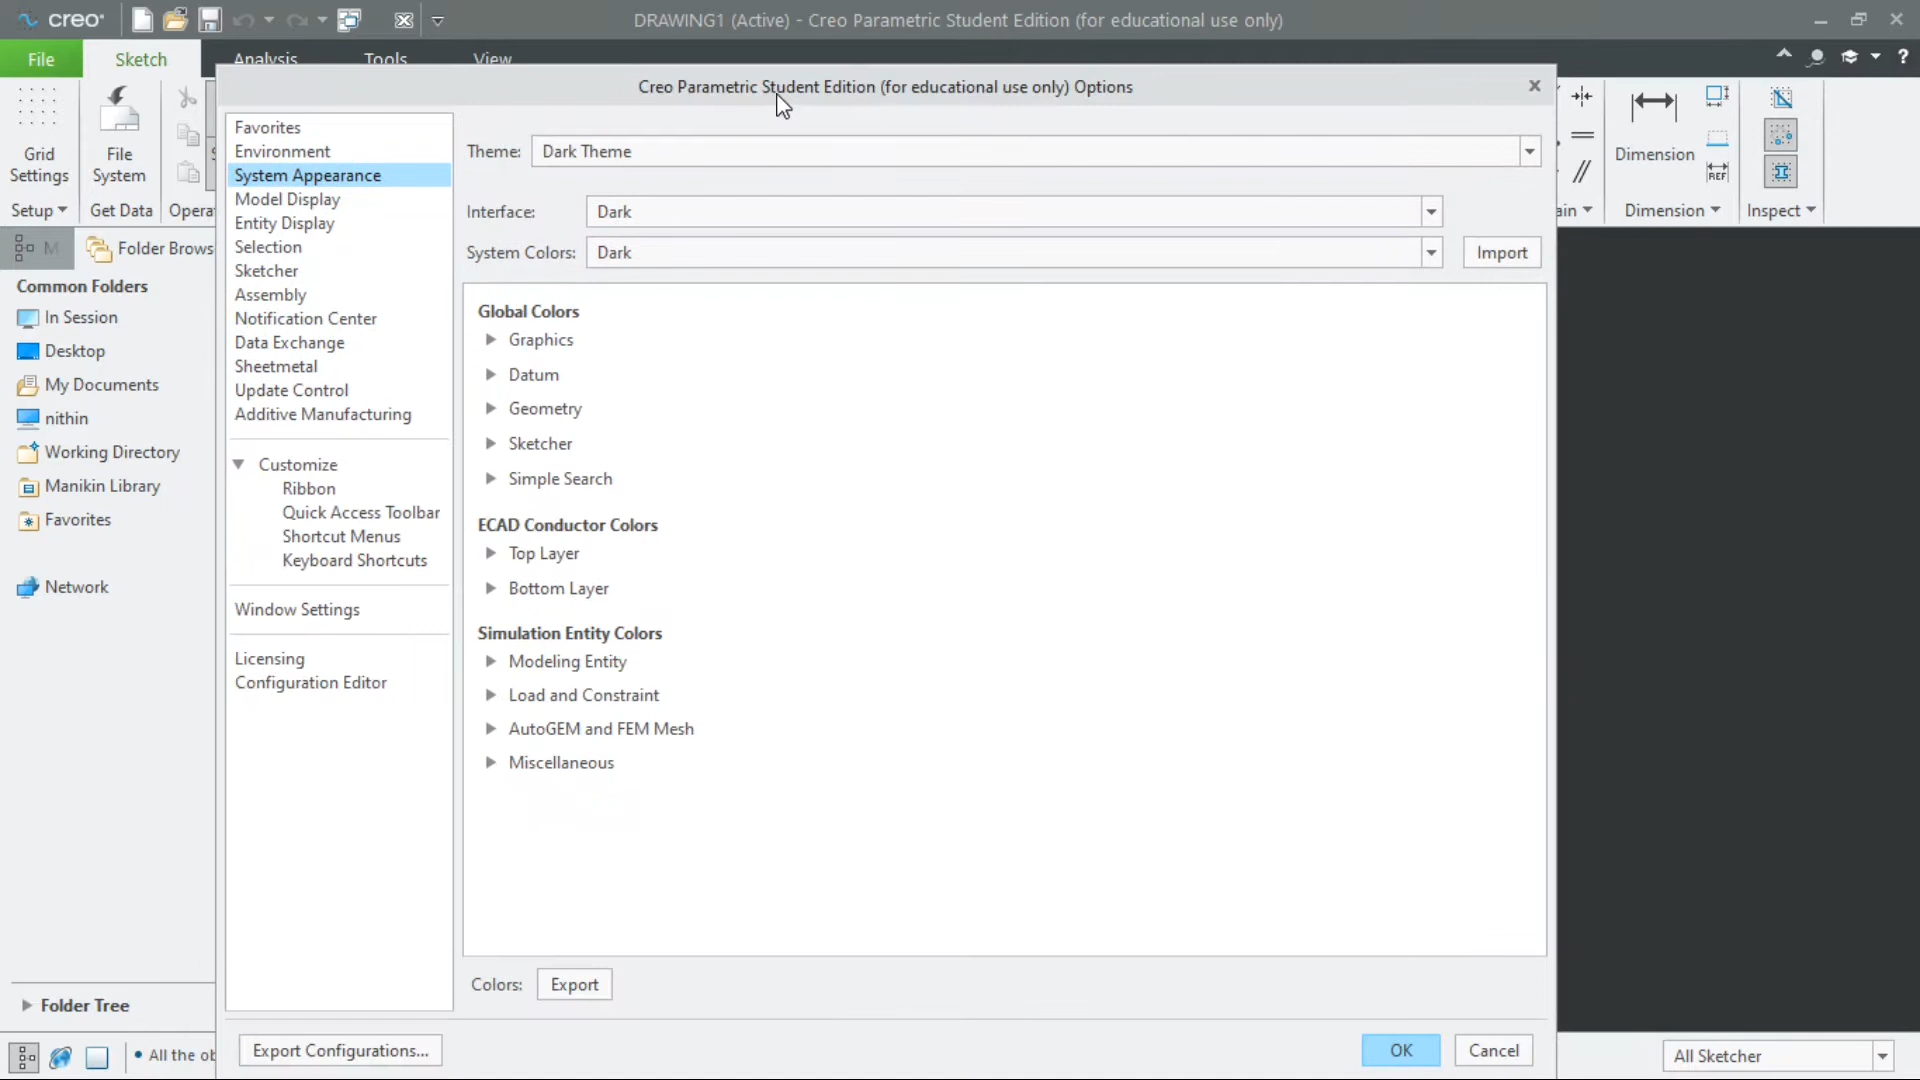 creo
DRAWING1 (Active) - Creo Parametric Student Edition (for educational use only)
File
Sketch
Analysis
Tools
View
?
Grid Settings
File System
Setup
Get Data
Dimension
REF
Dimension
Inspect
Folder Brows
Common Folders
In Session
Desktop
My Documents
nithin
Working Directory
Manikin Library
Favorites
Network
Folder Tree
All the
Creo Parametric Student Edition (for educational use only) Options
Favorites
Environment
System Appearance
Model Display
Entity Display
Selection
Sketcher
Assembly
Notification Center
Data Exchange
Sheetmetal
Update Control
Additive Manufacturing
Customize
Ribbon
Quick Access Toolbar
Shortcut Menus
Keyboard Shortcuts
Window Settings
Licensing
Configuration Editor
Theme: Dark Theme
Interface: Dark
System Colors: Dark Import
Global Colors
Graphics
Datum
Geometry
Sketcher
Simple Search
ECAD Conductor Colors
Top Layer
Bottom Layer
Simulation Entity Colors
Modeling Entity
Load and Constraint
AutoGEM and FEM Mesh
Miscellaneous
Colors: Export
Export Configurations...
OK
Cancel
All Sketcher